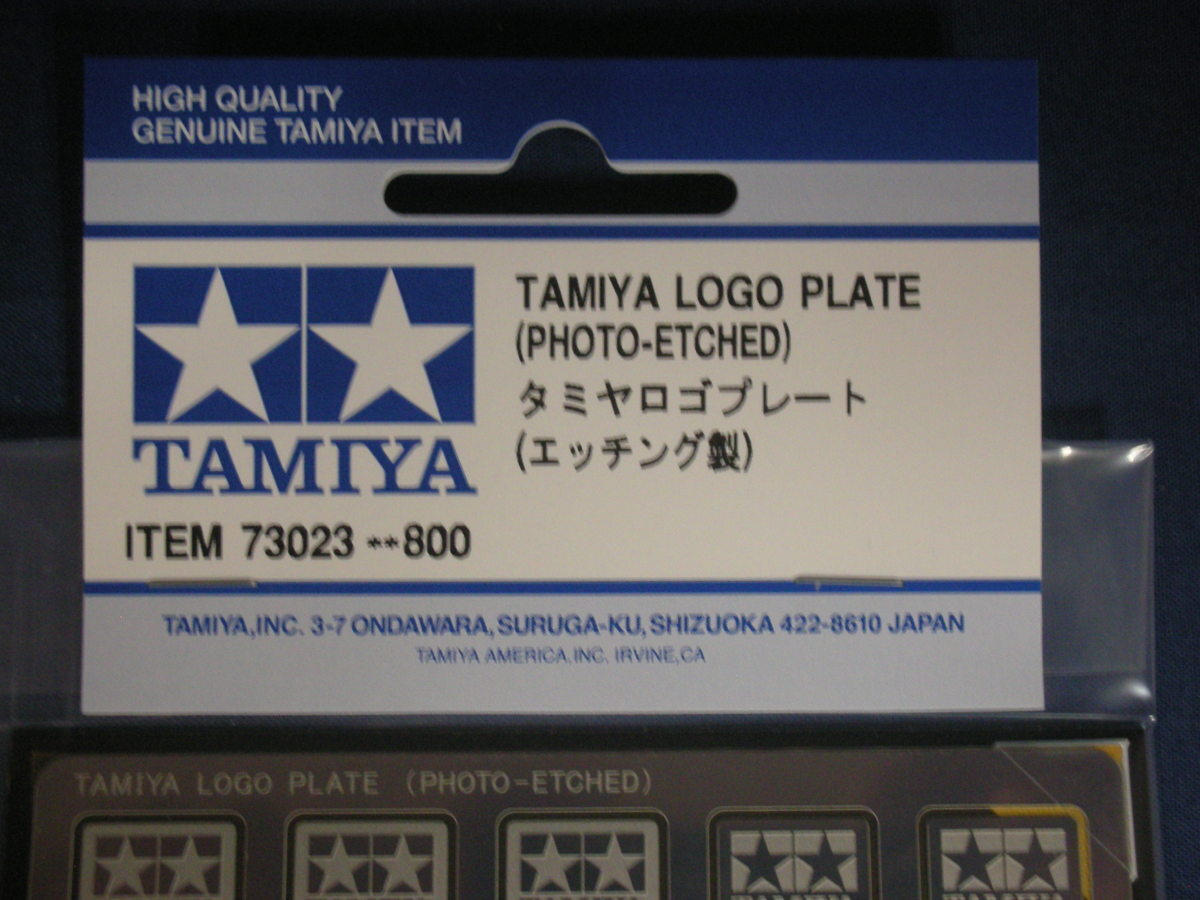 HIGH QUALITY
GENUINE TAMIYA ITEM
TAMIYA
TAMIYA LOGO PLATE
(PHOTO-ETCHED)
タミヤロゴプレート
(エッチング製)
ITEM 73023 **800
TAMIYA,INC. 3-7 ONDAWARA, SURUGA-KU, SHIZUOKA 422-8610 JAPAN
TAMIYA AMERICA, INC. IRVINE, CA
TAMIYA LOGO PLATE (PHOTO-ETCHED)